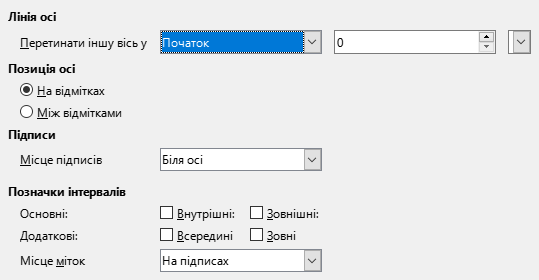 Лінія осі
Перетинати іншу вісь у Початок 0
Позиція осі
На відмітках
Між відмітками
Підписи
Місце підписів Біля осі
Позначки інтервалів
Основні: Внутрішні: Зовнішні:
Додаткові: Всередині Зовні
Місце міток На підписах